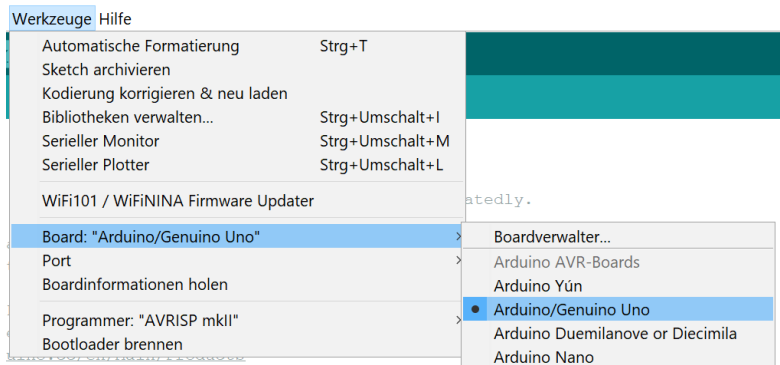 Werkzeuge Hilfe
Automatische Formatierung Strg+T
Sketch archivieren
Kodierung korrigieren & neu laden
Bibliotheken verwalten... Strg+Umschalt+I
Serieller Monitor Strg+Umschalt+M
Serieller Plotter Strg+Umschalt+L
WiFi101 / WiFiNINA Firmware Updater
atedly.
Board: "Arduino/Genuino Uno"
Boardverwalter...
Port
Arduino AVR-Boards
Boardinformationen holen
Arduino Yún
Arduino/Genuino Uno
Programmer: "AVRISP mkII"
Arduino Duemilanove or Diecimila
Bootloader brennen
Arduino Nano